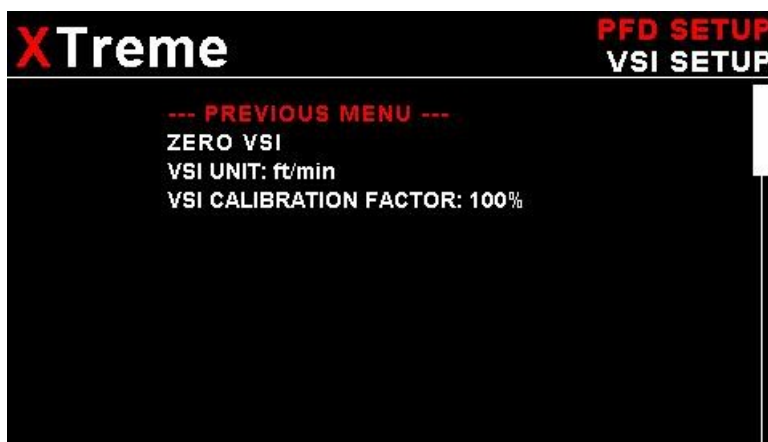 XTreme
PFD SETUP
VSI SETUP
--- PREVIOUS MENU ---
ZERO VSI
VSI UNIT: ft/min
VSI CALIBRATION FACTOR: 100%